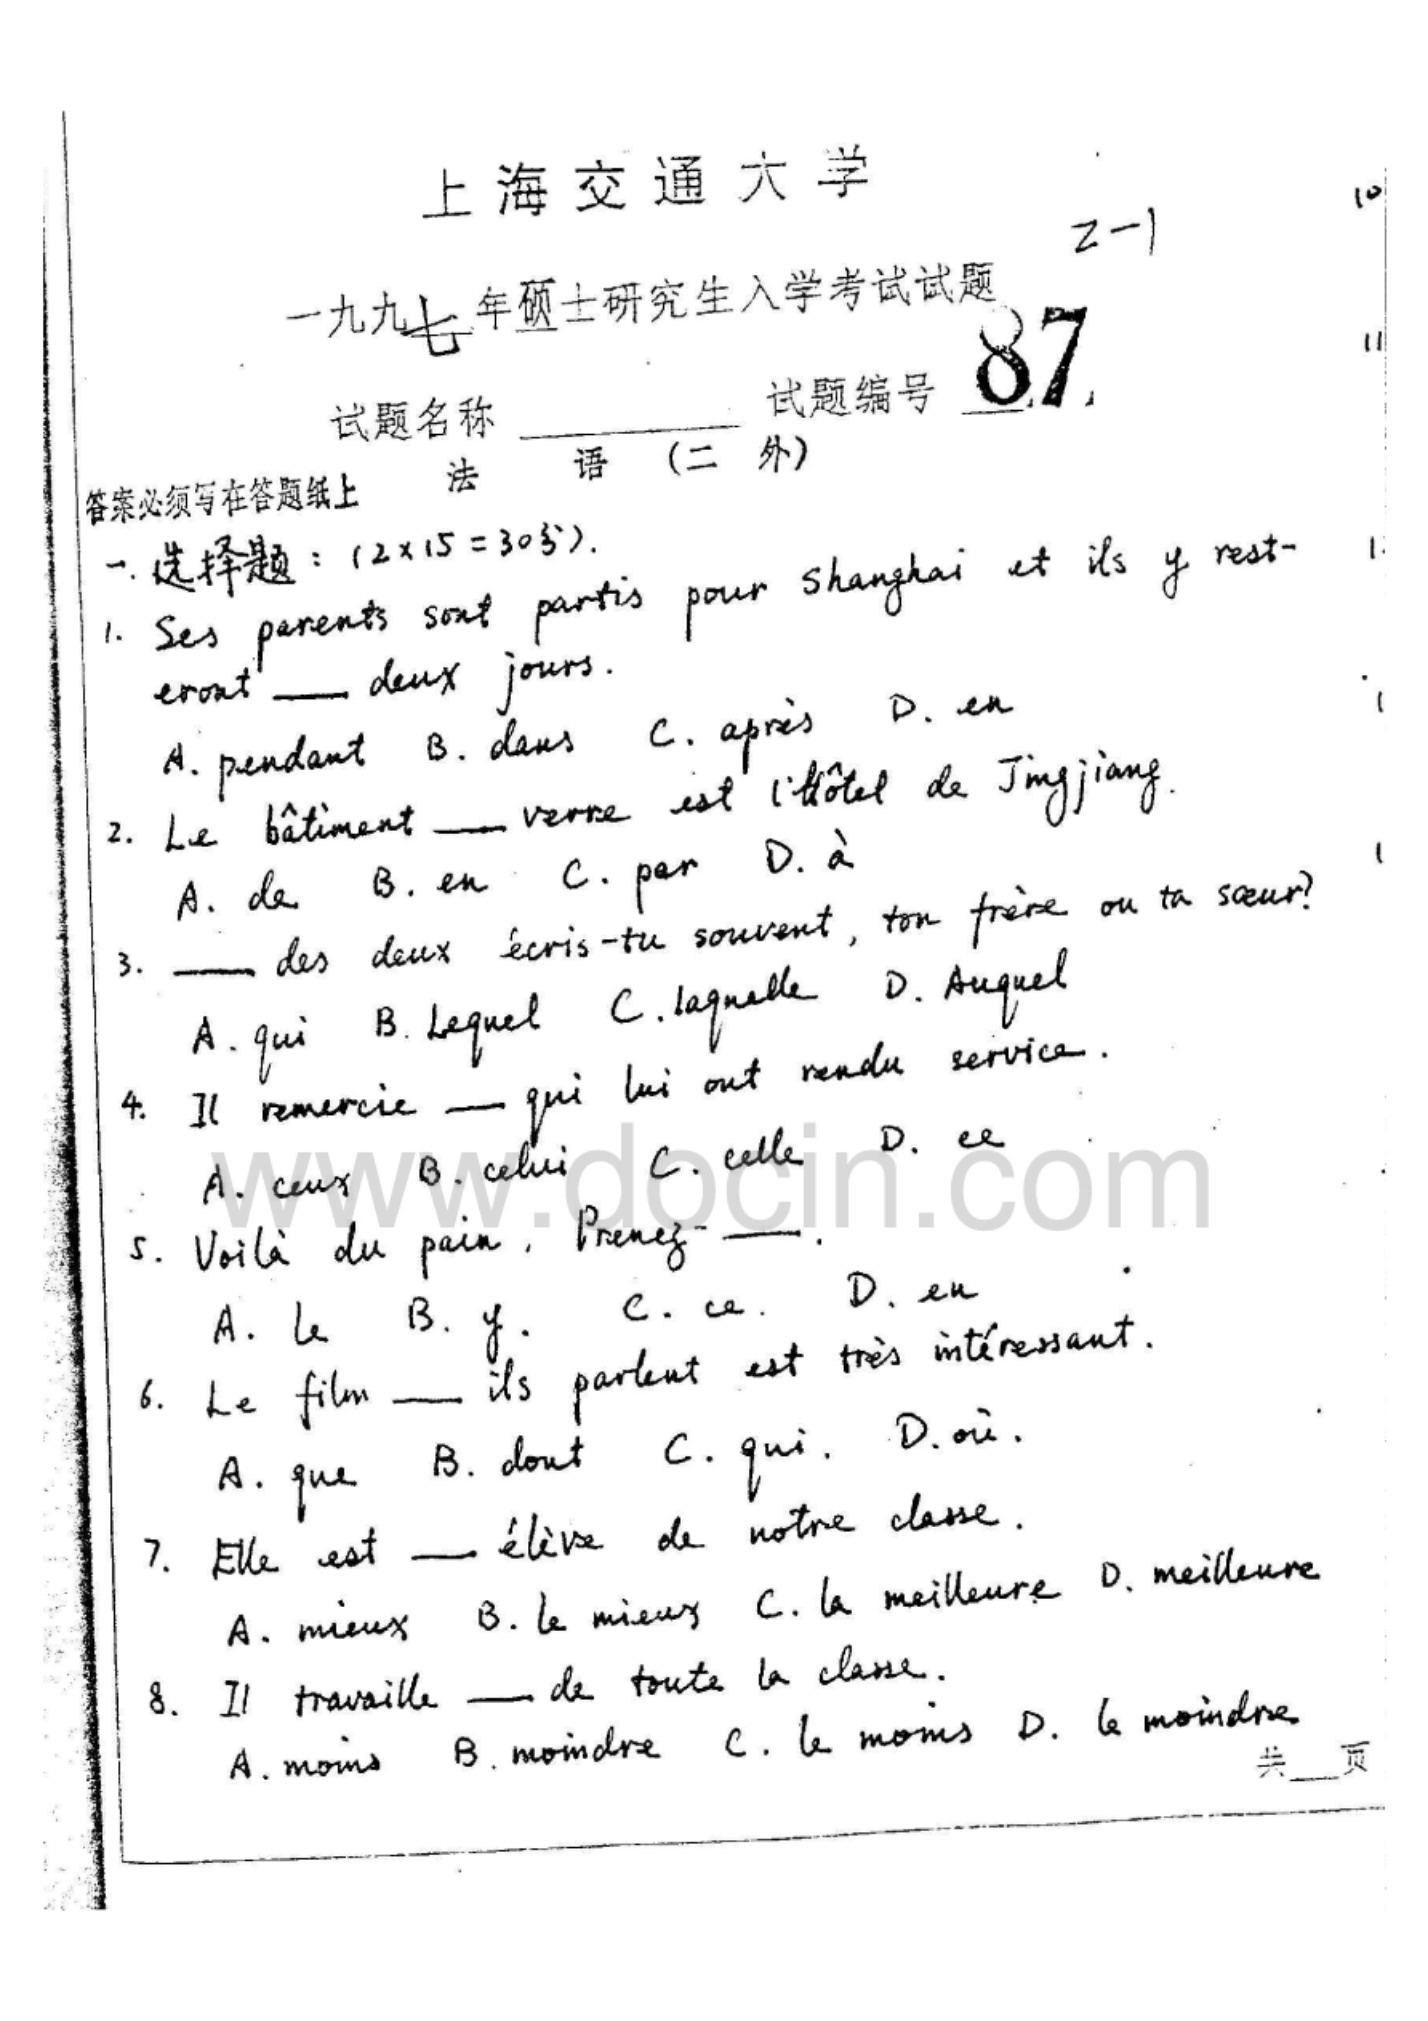 上海交通大学
z-1
10
一九九七年硕士研究生入学考试试题
87
11
试题名称 试题编号
法 语 (二 外)
答案必须写在答题纸上
一. 选择题: (2×15=30分).
1. Ses parents sont partis pour Shanghai et ils y rest-
eront ___ deux jours.
A. pendant B. dans C. après D. en
2. Le bâtiment ___ verre est l'Hôtel de Jingjiang.
A. de B. en C. par D. à
3. ___ des deux écris-tu souvent, ton frère ou ta sœur?
A. qui B. Lequel C. Laquelle D. Auquel
4. Il remercie ___ qui lui ont rendu service.
A. ceux B. celui C. celle D. ce
www.docin.com
5. Voilà du pain, Prenez-___.
A. le B. y. C. ce. D. en
6. Le film ___ ils parlent est très intéressant.
A. que B. dont C. qui. D. où.
7. Elle est ___ élève de notre classe.
A. mieux B. le mieux C. la meilleure D. meilleure
8. Il travaille ___ de toute la classe.
A. moins B. moindre C. le moins D. le moindre
共___页